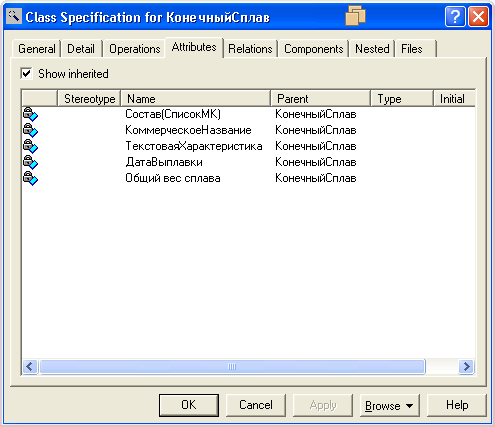 Class Specification for КонечныйСплав
General Detail Operations Attributes Relations Components Nested Files
Show inherited
Stereotype Name Parent Type Initial
Состав(СписокМК) КонечныйСплав
КоммерческоеНазвание КонечныйСплав
ТекстоваяХарактеристика КонечныйСплав
ДатаВыплавки КонечныйСплав
Общий вес сплава КонечныйСплав
OK Cancel Apply Browse Help